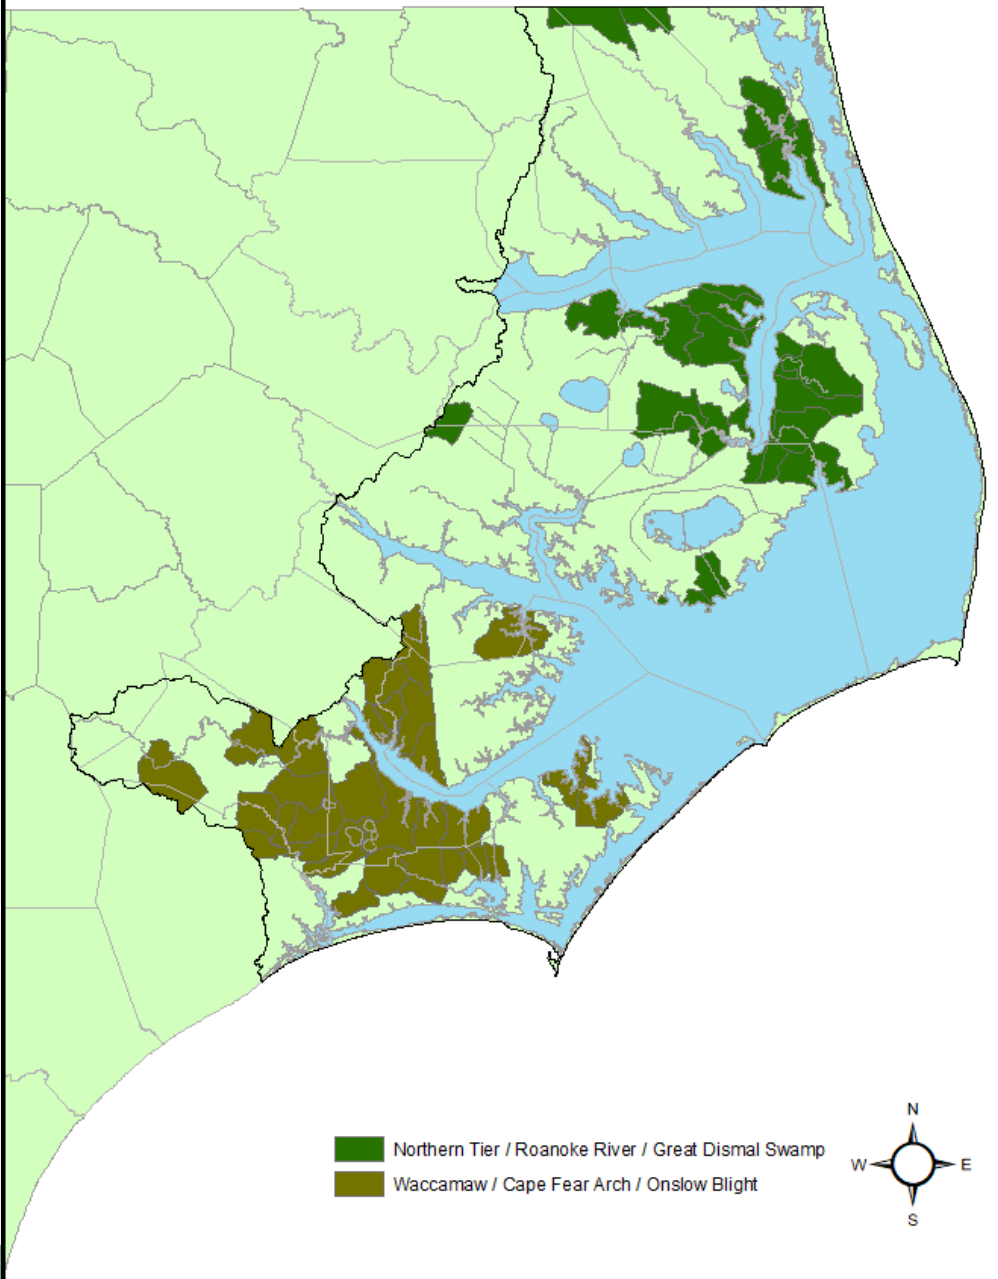 N
Northern Tier / Roanoke River / Great Dismal Swamp
W E
Waccamaw / Cape Fear Arch / Onslow Blight
S